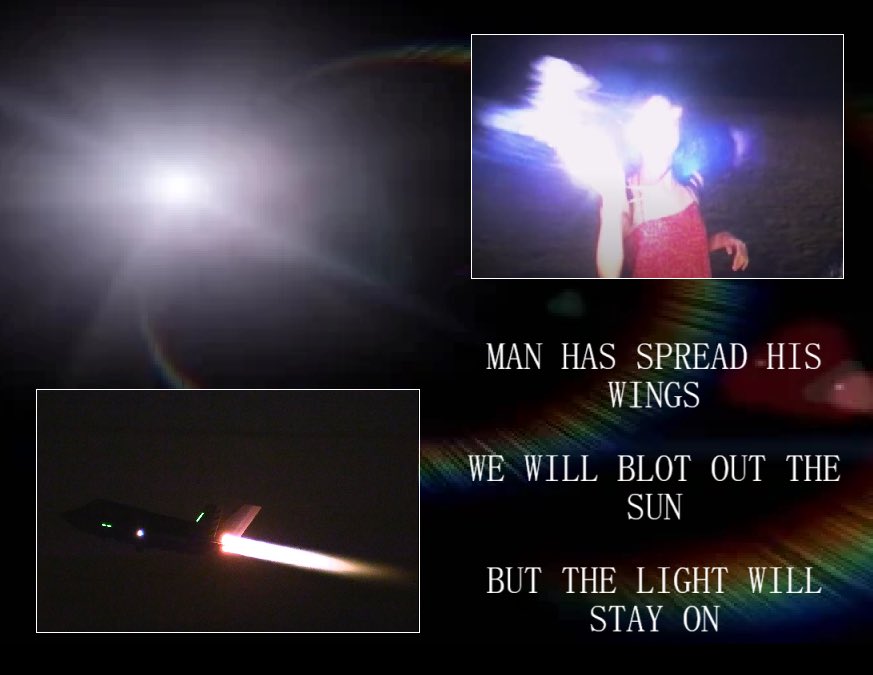 MAN HAS SPREAD HIS
WINGS
WE WILL BLOT OUT THE
SUN
BUT THE LIGHT WILL
STAY ON